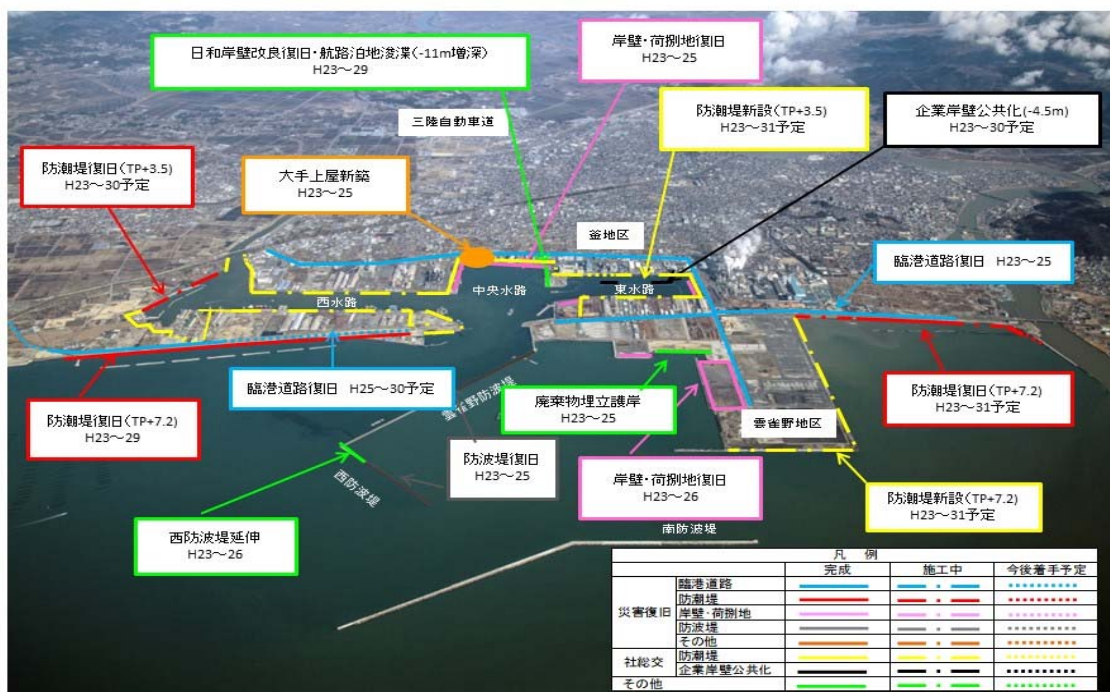 日和岸壁改良復旧・航路泊地浚渫(-11m増深)
H23～29
岸壁・荷捌地復旧
H23～25
三陸自動車道
防潮堤新設(TP+3.5)
H23～31予定
企業岸壁公共化(-4.5m)
H23～30予定
防潮堤復旧(TP+3.5)
H23～30予定
大手上屋新築
H23～25
釜地区
臨港道路復旧 H23～25
西水路
中央水路
東水路
防潮堤復旧(TP+7.2)
H23～29
臨港道路復旧 H25～30予定
雲雀野防波堤
廃棄物埋立護岸
H23～25
防潮堤復旧(TP+7.2)
H23～31予定
雲雀野地区
西防波堤
防波堤復旧
H23～25
岸壁・荷捌地復旧
H23～26
防潮堤新設(TP+7.2)
H23～31予定
西防波堤延伸
H23～26
南防波堤
凡 例
完成 施工中 今後着手予定
災害復旧 臨港道路
防潮堤
岸壁・荷捌地
防波堤
その他
社総交 防潮堤
企業岸壁公共化
その他